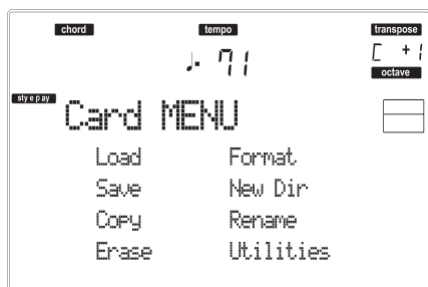 chord tempo transpose
♩. 71 C +1
octave
style play
Card MENU
Load Format
Save New Dir
Copy Rename
Erase Utilities